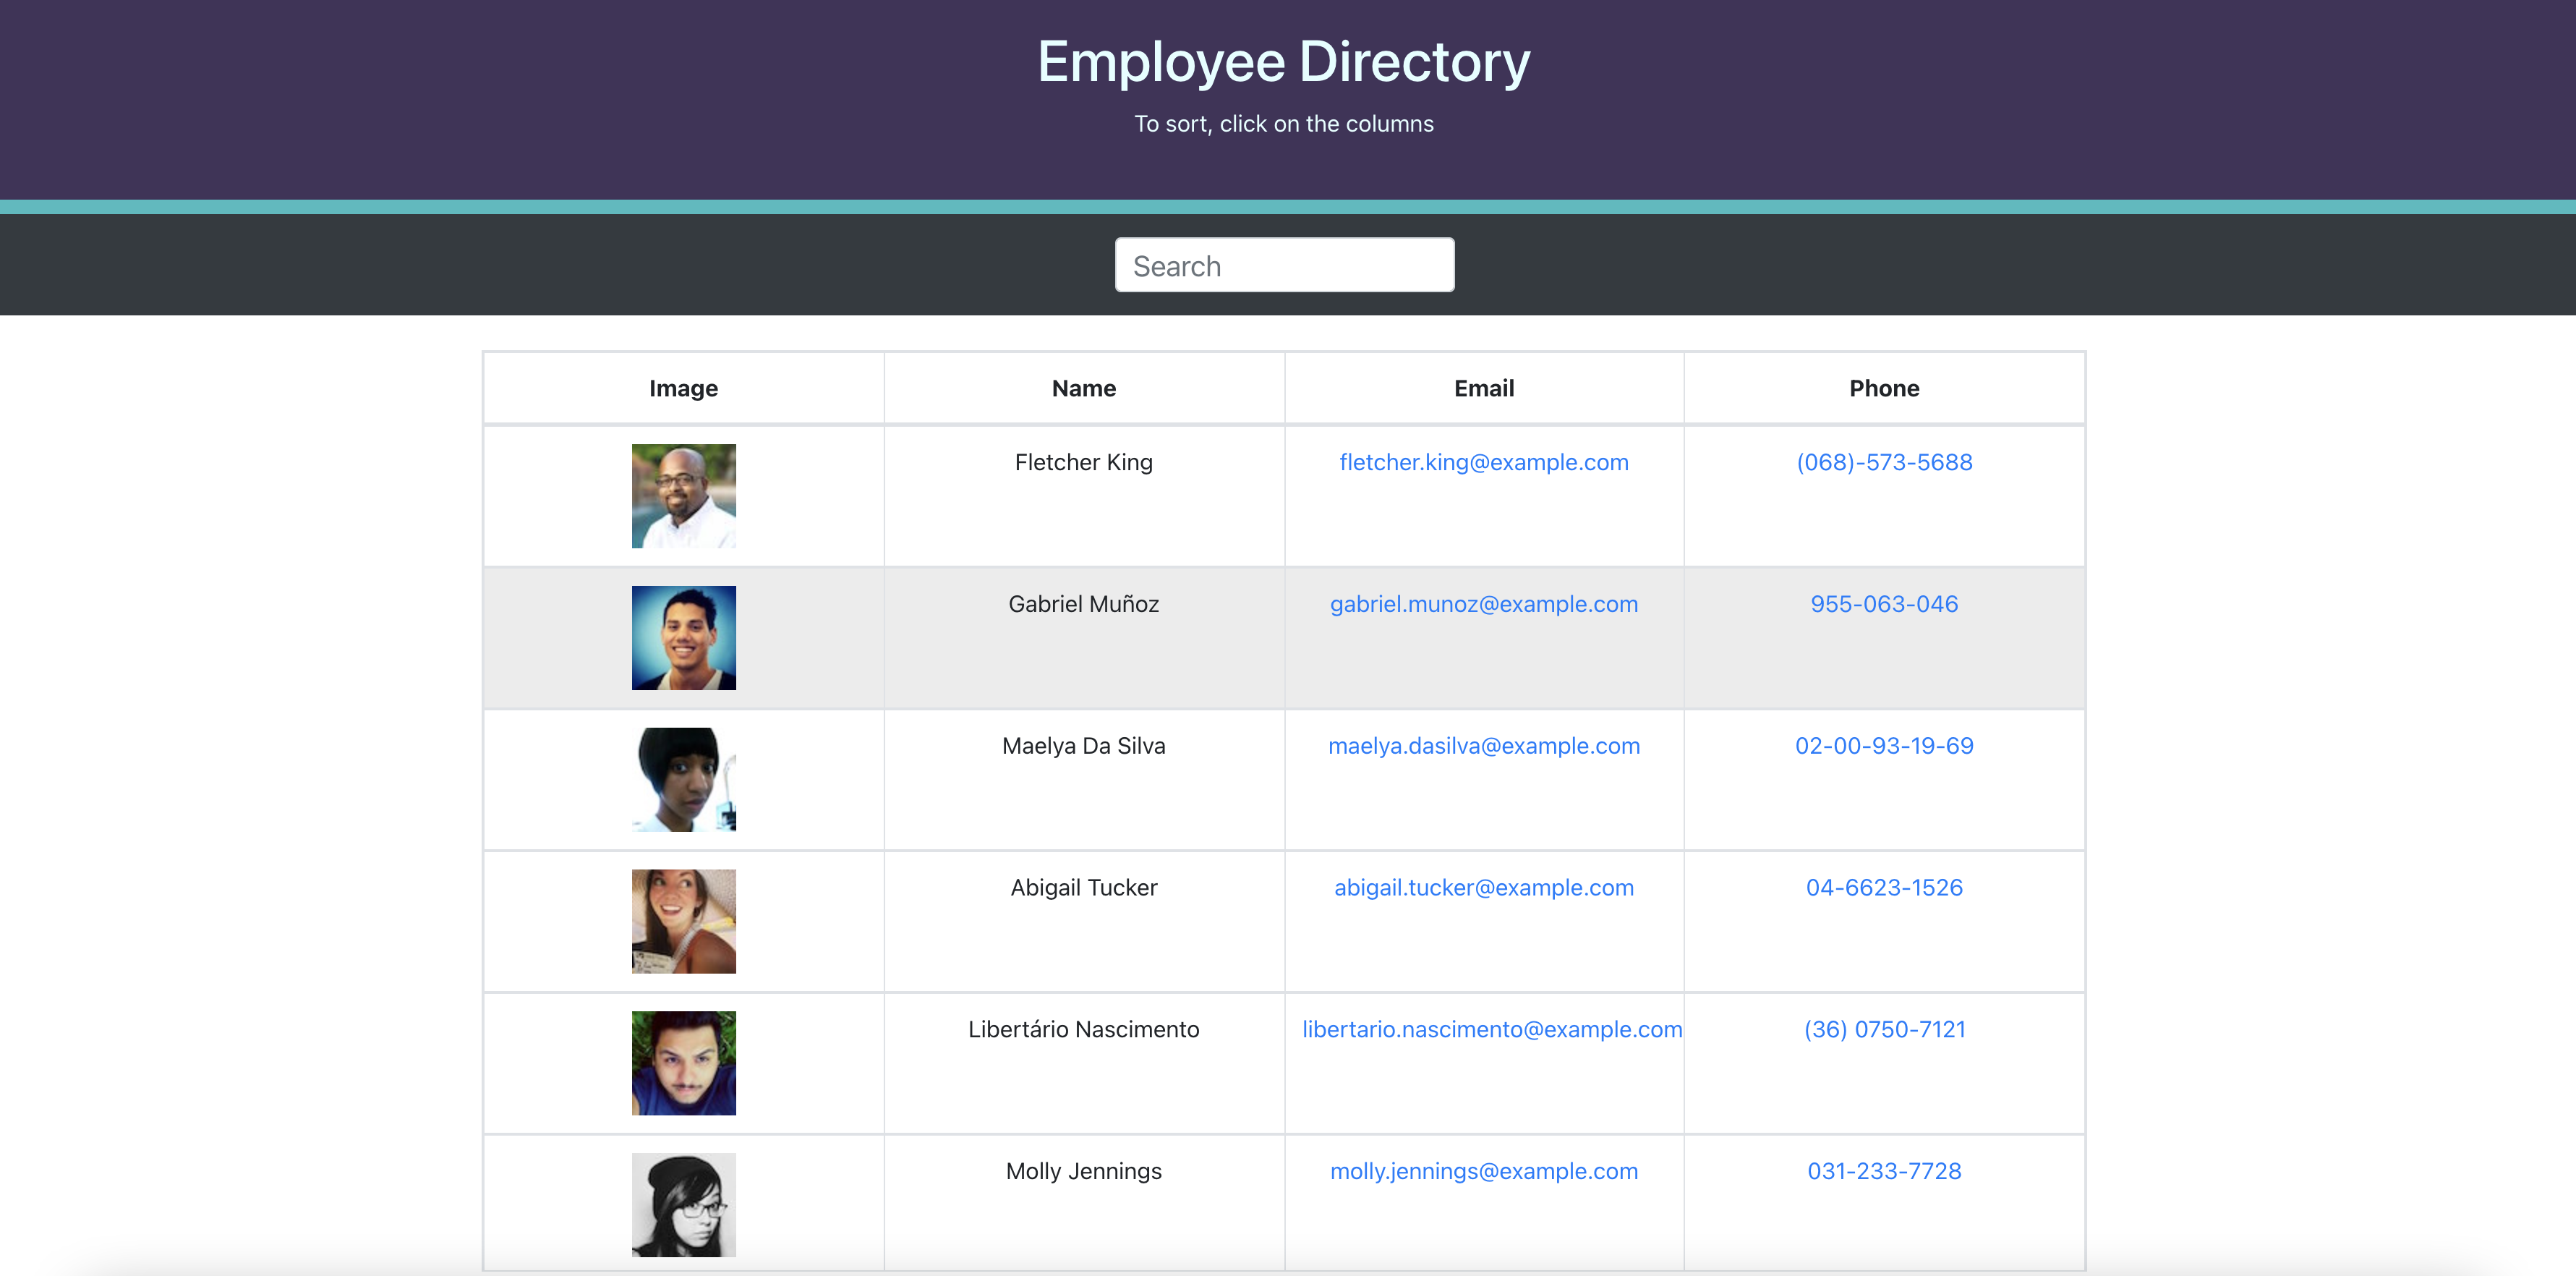 Employee Directory
To sort, click on the columns
Search
Image Name Email Phone
Fletcher King fletcher.king@example.com (068)-573-5688
Gabriel Muñoz gabriel.munoz@example.com 955-063-046
Maelya Da Silva maelya.dasilva@example.com 02-00-93-19-69
Abigail Tucker abigail.tucker@example.com 04-6623-1526
Libertário Nascimento libertario.nascimento@example.com (36) 0750-7121
Molly Jennings molly.jennings@example.com 031-233-7728